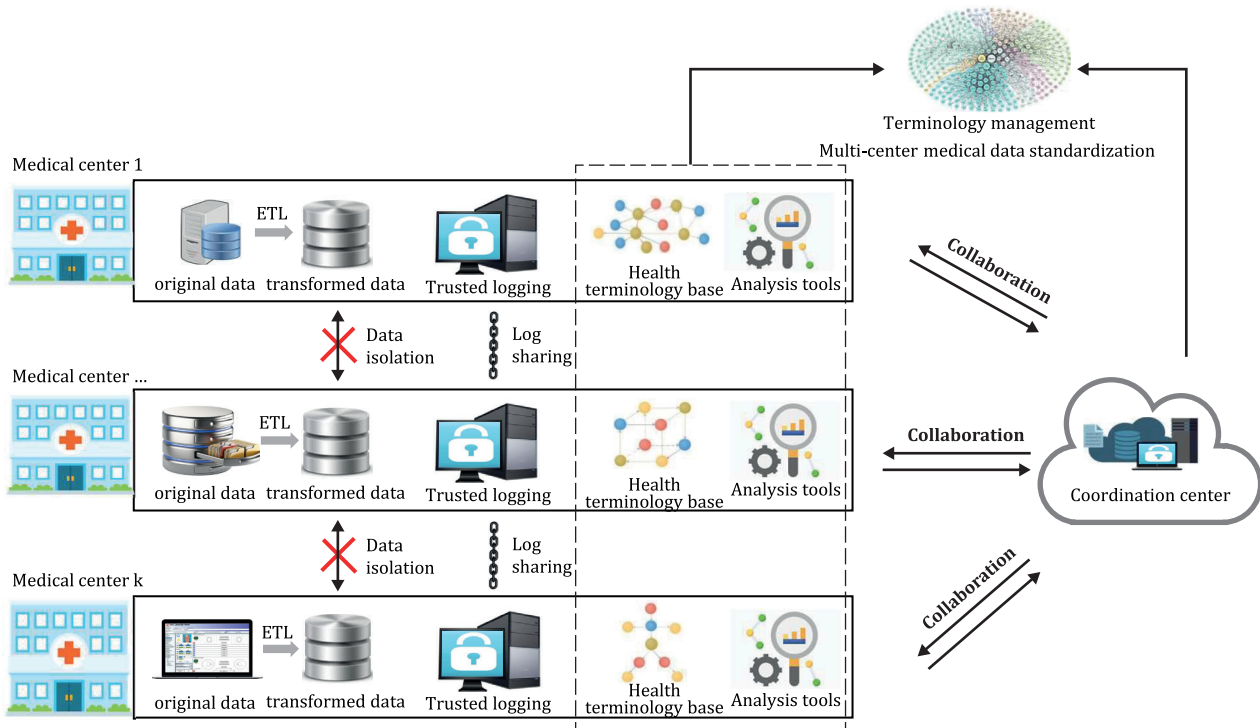 Terminology management
Multi-center medical data standardization
Medical center 1
ETL
original data
transformed data
Trusted logging
Health
terminology base
Analysis tools
Collaboration
Data
isolation
Log
sharing
Medical center ...
ETL
original data
transformed data
Trusted logging
Health
terminology base
Analysis tools
Collaboration
Coordination center
Data
isolation
Log
sharing
Collaboration
Medical center k
ETL
original data
transformed data
Trusted logging
Health
terminology base
Analysis tools